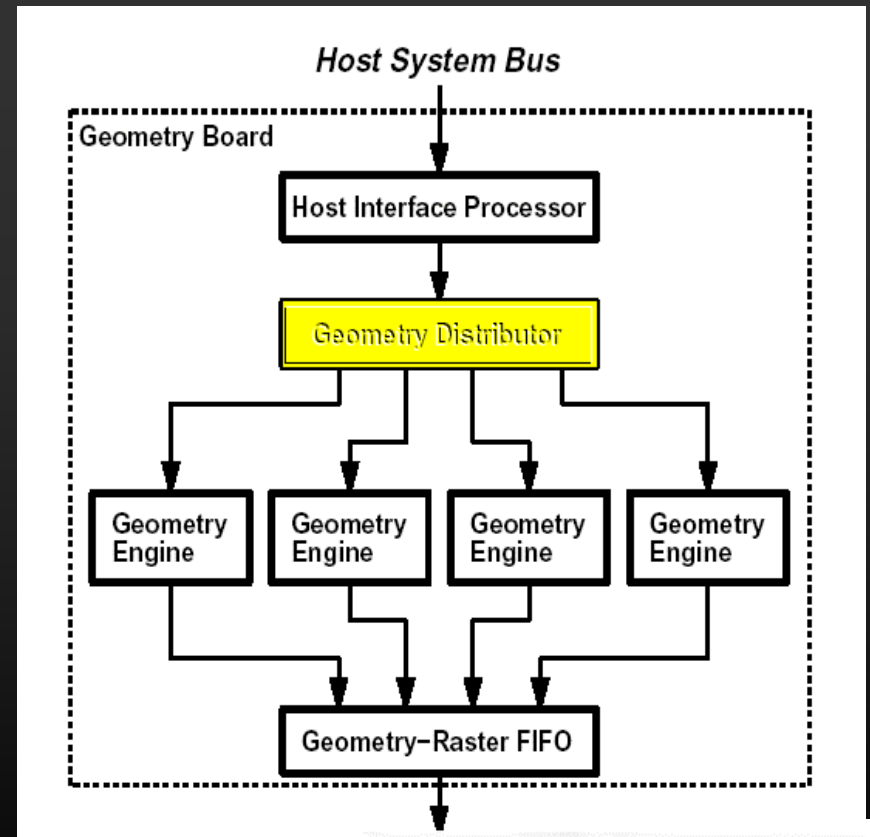 Host System Bus
Geometry Board
Host Interface Processor
Geometry Distributor
Geometry
Engine
Geometry
Engine
Geometry
Engine
Geometry
Engine
Geometry-Raster FIFO